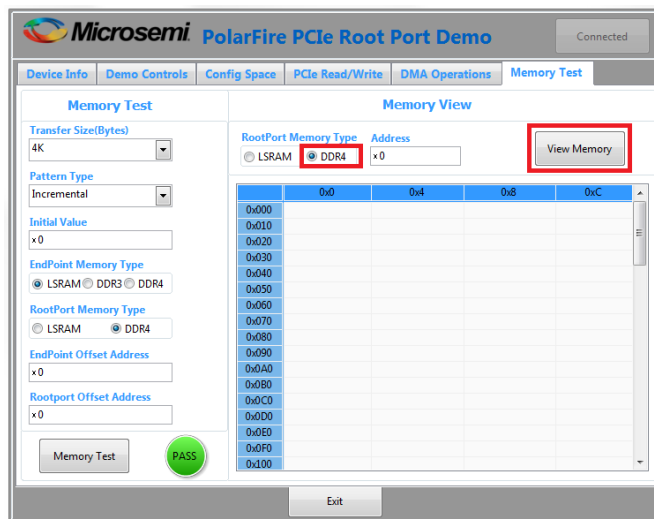 Microsemi PolarFire PCIe Root Port Demo Connected
Device Info Demo Controls Config Space PCIe Read/Write DMA Operations Memory Test
Memory Test
Transfer Size(Bytes)
4K
Pattern Type
Incremental
Initial Value
x 0
EndPoint Memory Type
LSRAM DDR3 DDR4
RootPort Memory Type
LSRAM DDR4
EndPoint Offset Address
x 0
Rootport Offset Address
x 0
Memory Test PASS
Memory View
RootPort Memory Type Address
LSRAM DDR4 x 0 View Memory
0x0 0x4 0x8 0xC
0x000
0x010
0x020
0x030
0x040
0x050
0x060
0x070
0x080
0x090
0x0A0
0x0B0
0x0C0
0x0D0
0x0E0
0x0F0
0x100
Exit